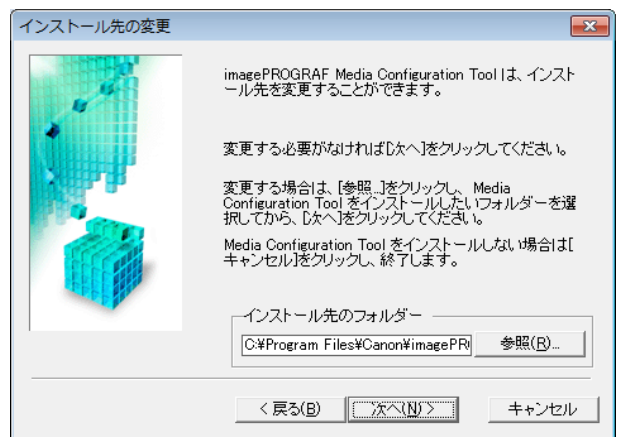 インストール先の変更
imagePROGRAF Media Configuration Tool は、インスト
ール先を変更することができます。
変更する必要がなければ[次へ]をクリックしてください。
変更する場合は、[参照...]をクリックし、Media
Configuration Tool をインストールしたいフォルダーを選
択してから、[次へ]をクリックしてください。
Media Configuration Tool をインストールしない場合は[
キャンセル]をクリックし、終了します。
インストール先のフォルダー
C:¥Program Files¥Canon¥imagePR
参照(R)...
< 戻る(B)
次へ(N) >
キャンセル